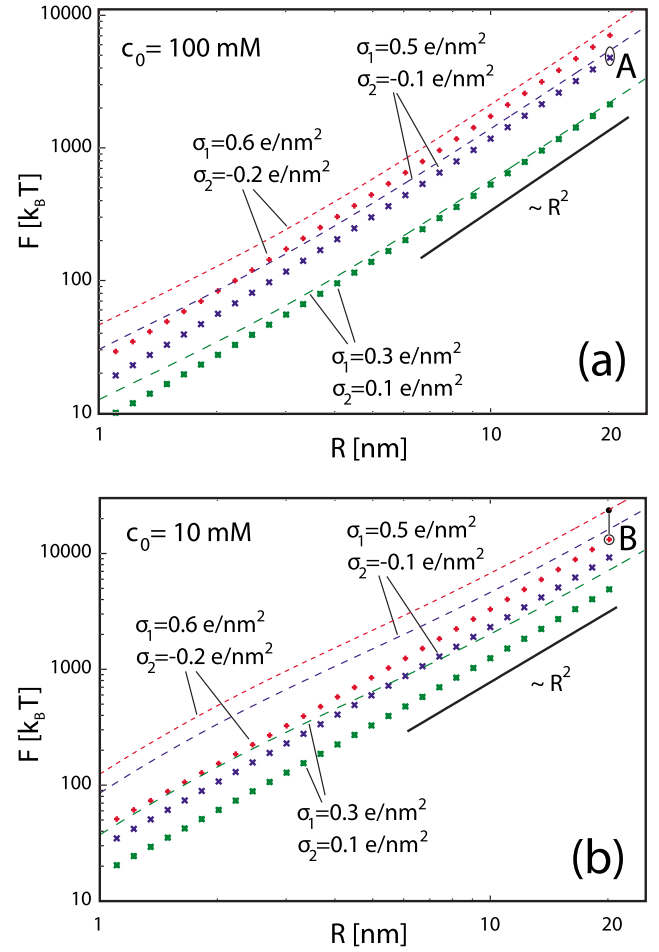 10000
c₀= 100 mM
σ₁=0.5 e/nm²
σ₂=-0.1 e/nm²
A
1000
σ₁=0.6 e/nm²
σ₂=-0.2 e/nm²
F [k_B T]
~ R²
100
σ₁=0.3 e/nm²
σ₂=0.1 e/nm²
(a)
10
1
10
20
R [nm]
c₀= 10 mM
σ₁=0.5 e/nm²
σ₂=-0.1 e/nm²
10000
B
σ₁=0.6 e/nm²
σ₂=-0.2 e/nm²
1000
~ R²
F [k_B T]
100
σ₁=0.3 e/nm²
σ₂=0.1 e/nm²
(b)
10
1
10
20
R [nm]